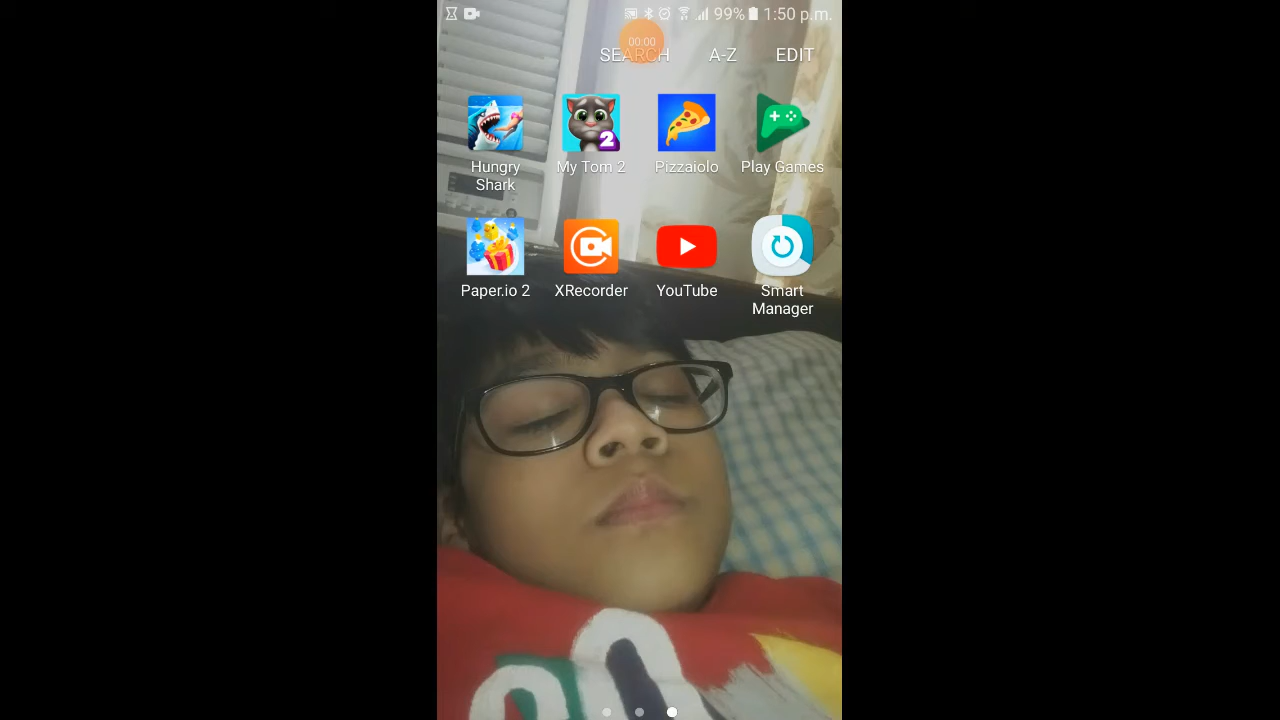 99% 1:50 p.m.
00:00
SEARCH A-Z EDIT
2
Hungry Shark
My Tom 2
Pizzaiolo
Play Games
Paper.io 2
XRecorder
YouTube
Smart Manager